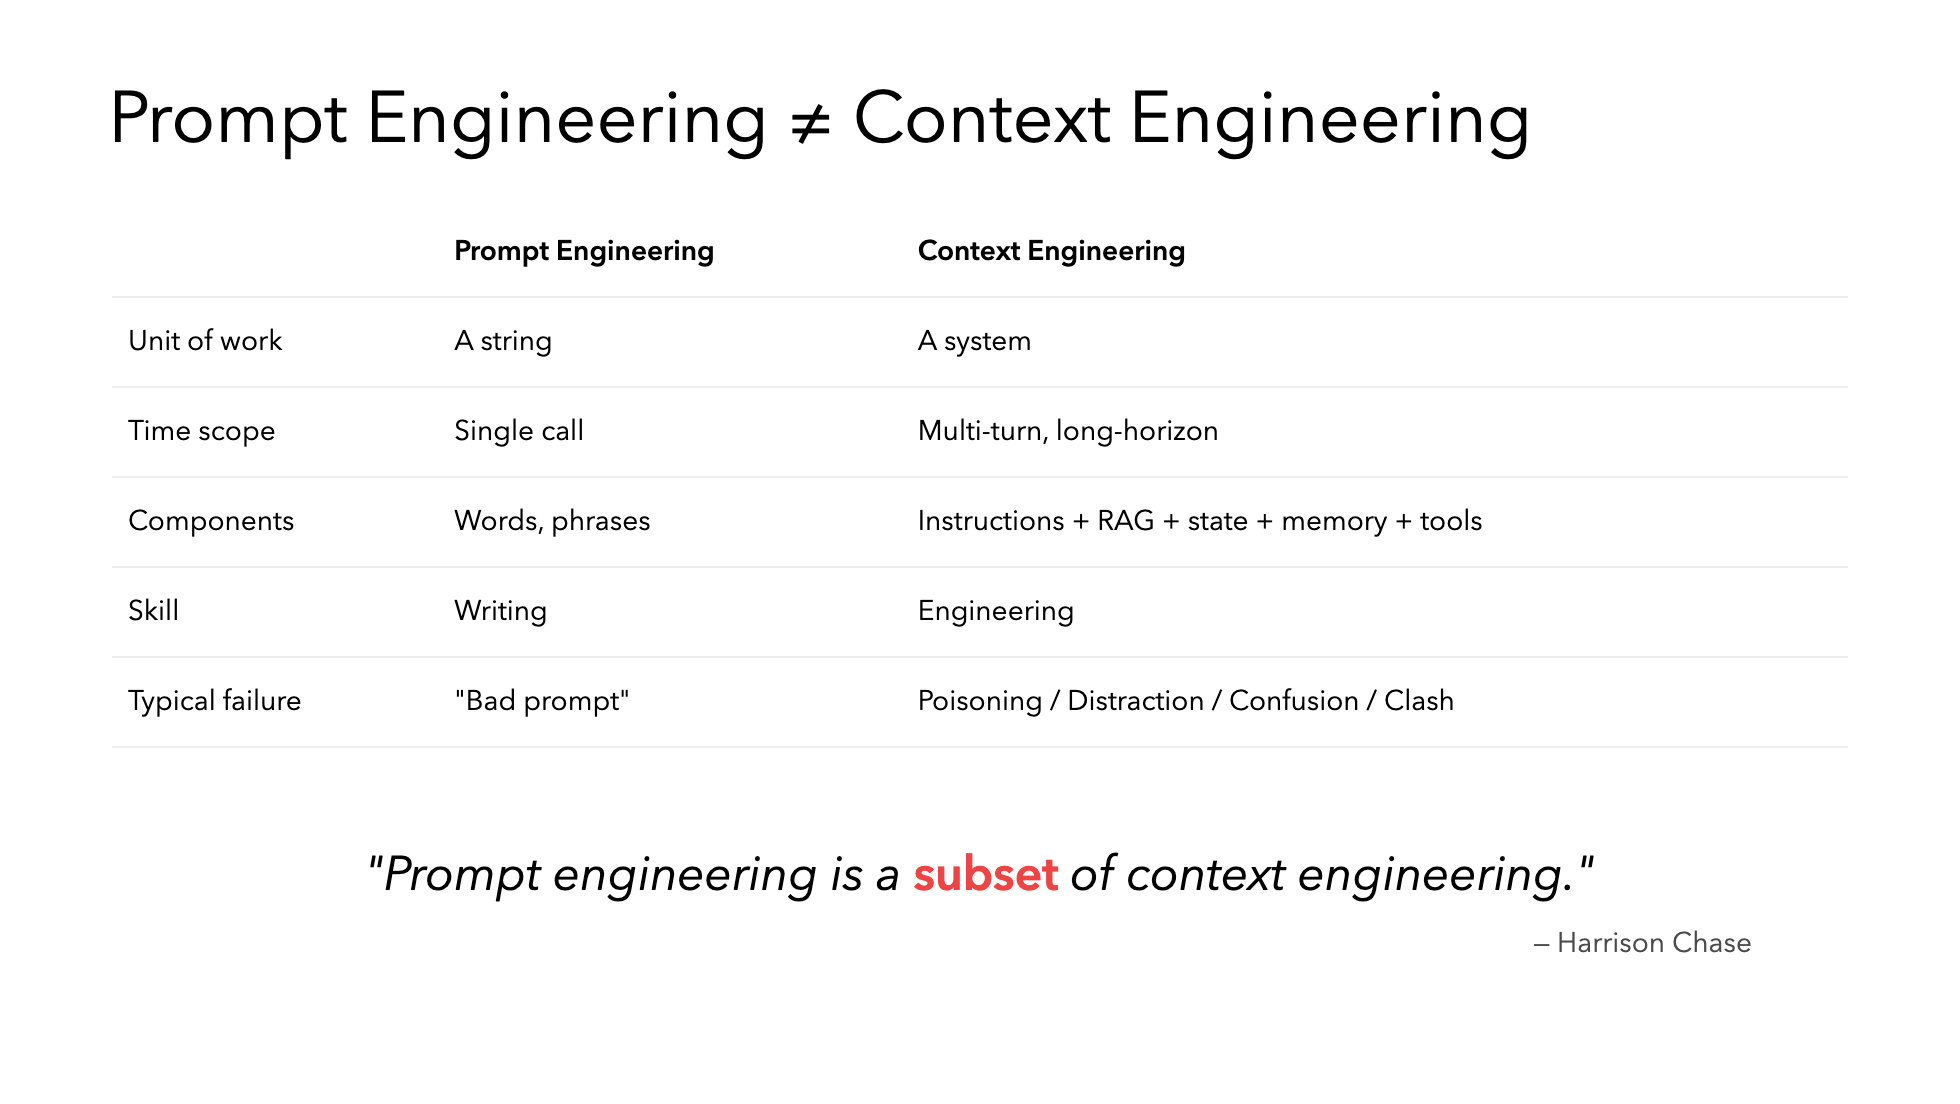 Prompt Engineering ≠ Context Engineering
Prompt Engineering Context Engineering
Unit of work A string A system
Time scope Single call Multi-turn, long-horizon
Components Words, phrases Instructions + RAG + state + memory + tools
Skill Writing Engineering
Typical failure "Bad prompt" Poisoning / Distraction / Confusion / Clash
"Prompt engineering is a subset of context engineering."
– Harrison Chase